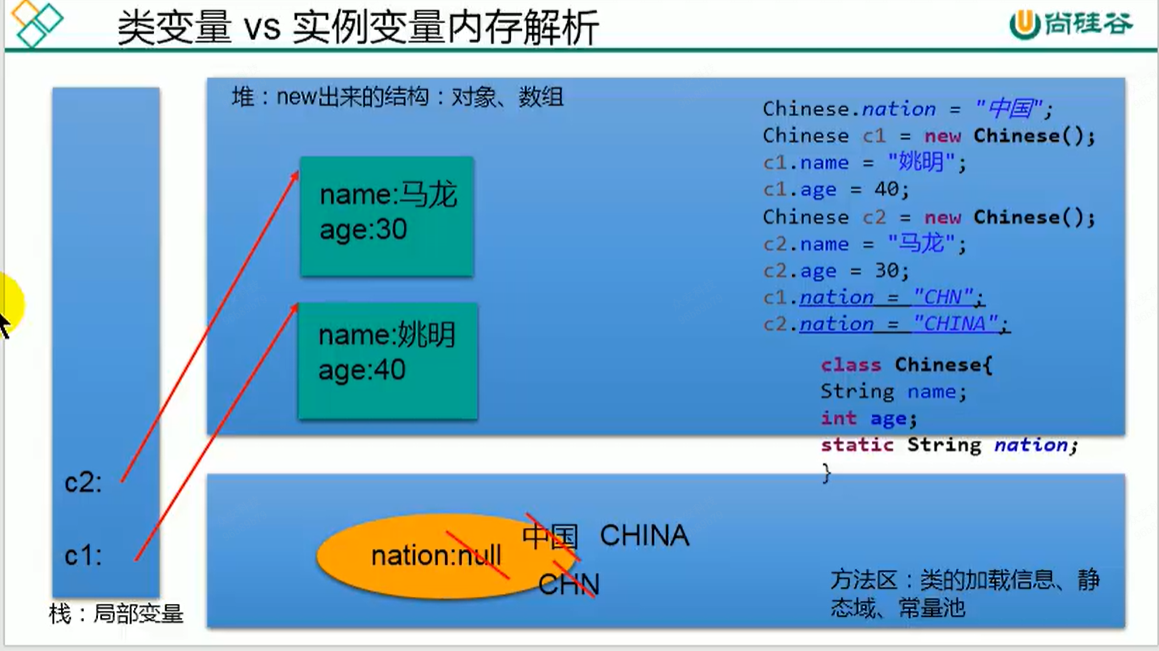 类变量 vs 实例变量内存解析
尚硅谷
堆：new出来的结构：对象、数组
name:马龙
age:30
name:姚明
age:40
c2:
c1:
栈：局部变量
Chinese.nation = "中国";
Chinese c1 = new Chinese();
c1.name = "姚明";
c1.age = 40;
Chinese c2 = new Chinese();
c2.name = "马龙";
c2.age = 30;
c1.nation = "CHN";
c2.nation = "CHINA";
class Chinese{
String name;
int age;
static String nation;
}
nation:null
中国 CHINA
CHN
方法区：类的加载信息、静
态域、常量池